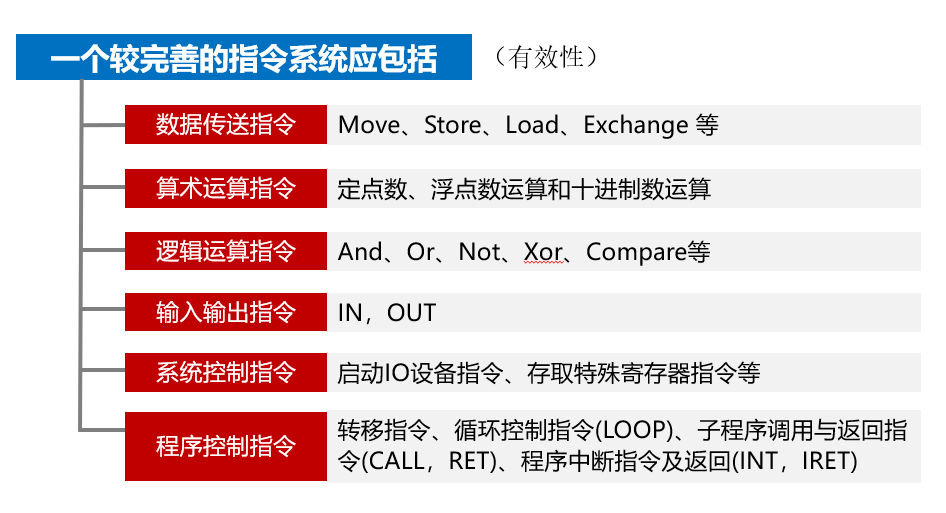 一个较完善的指令系统应包括 （有效性）
数据传送指令 Move、Store、Load、Exchange 等
算术运算指令 定点数、浮点数运算和十进制数运算
逻辑运算指令 And、Or、Not、Xor、Compare等
输入输出指令 IN，OUT
系统控制指令 启动IO设备指令、存取特殊寄存器指令等
程序控制指令 转移指令、循环控制指令(LOOP)、子程序调用与返回指
令(CALL，RET)、程序中断指令及返回(INT，IRET)